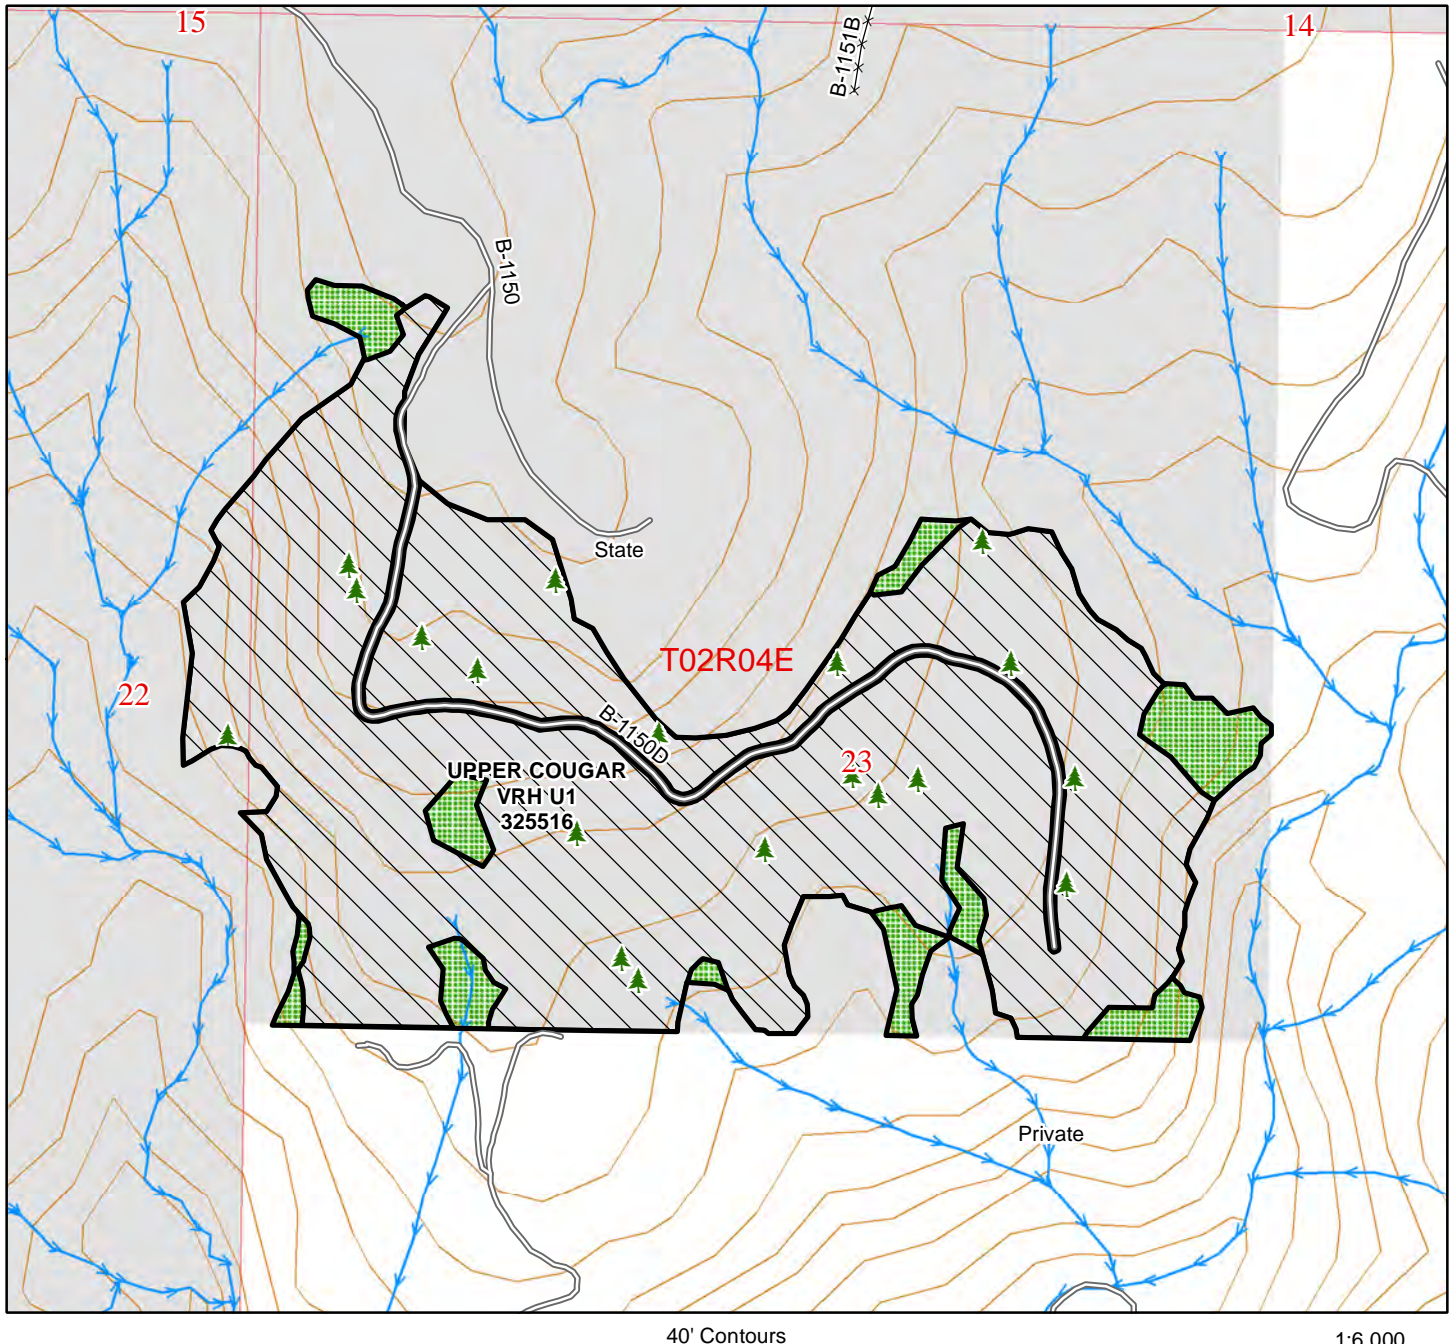 15
14
B-1151B
B-1150
State
T02R04E
22
B-1150D
23
UPPER COUGAR
VRH U1
325516
Private
40' Contours
1:6,000